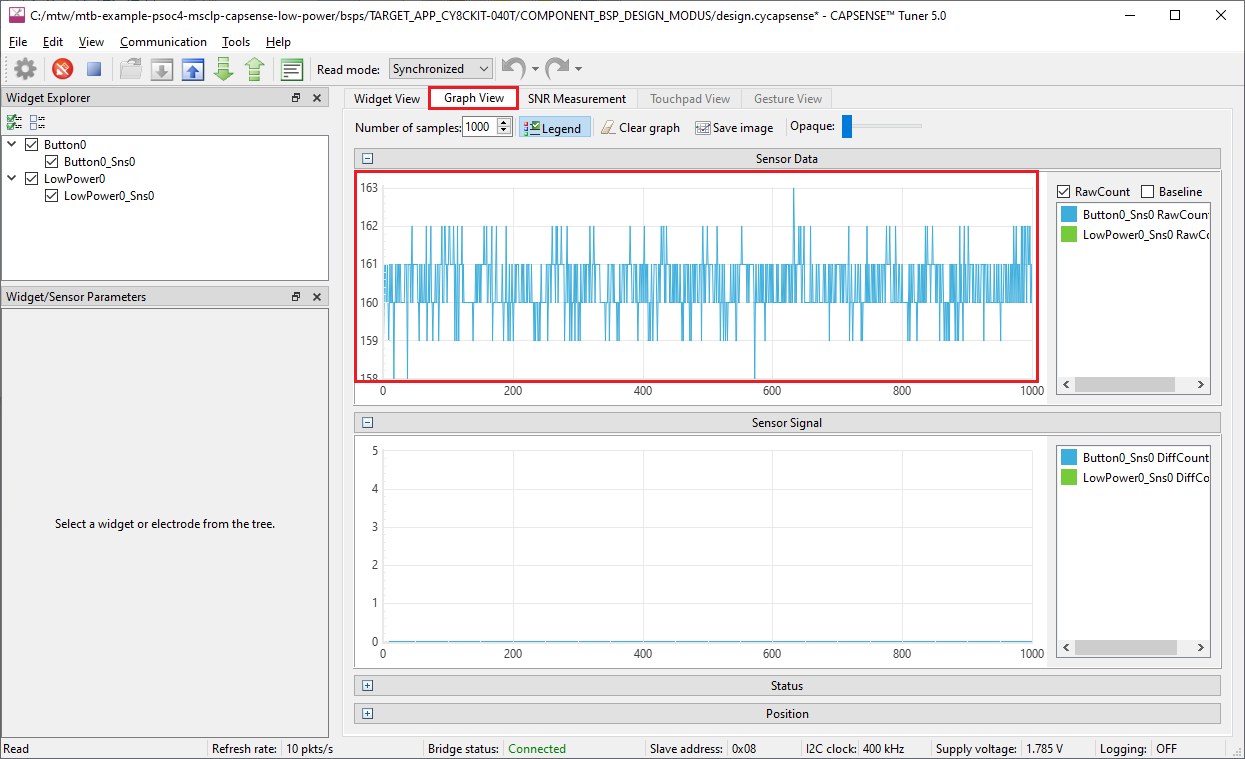 C:/mtw/mtb-example-psoc4-msclp-capsense-low-power/bsps/TARGET_APP_CY8CKIT-040T/COMPONENT_BSP_DESIGN_MODUS/design.cycapsense* - CAPSENSE™ Tuner 5.0
File Edit View Communication Tools Help
Read mode: Synchronized
Widget Explorer
Button0
Button0_Sns0
LowPower0
LowPower0_Sns0
Widget/Sensor Parameters
Select a widget or electrode from the tree.
Widget View Graph View SNR Measurement Touchpad View Gesture View
Number of samples: 1000 Legend Clear graph Save image Opaque:
Sensor Data
163
162
161
160
159
158
0 200 400 600 800 1000
RawCount Baseline
Button0_Sns0 RawCoun
LowPower0_Sns0 RawCo
Sensor Signal
5
4
3
2
1
0
0 200 400 600 800 1000
Button0_Sns0 DiffCount
LowPower0_Sns0 DiffCo
Status
Position
Read Refresh rate: 10 pkts/s Bridge status: Connected Slave address: 0x08 I2C clock: 400 kHz Supply voltage: 1.785 V Logging: OFF